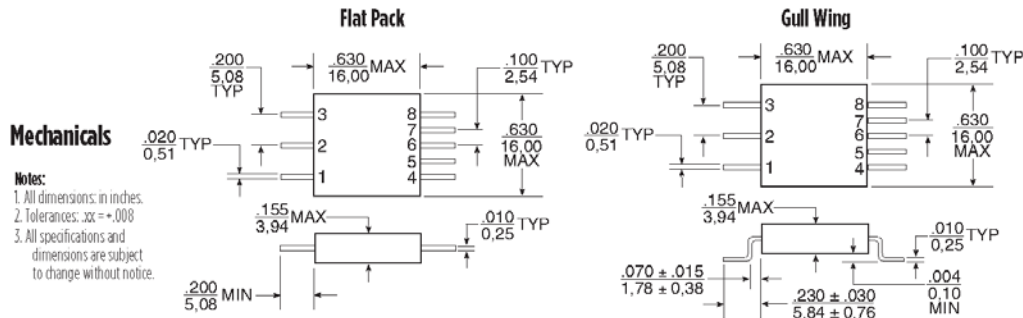 Flat Pack
.200
5,08
TYP
.630
16,00
MAX
.100
2,54
TYP
3
2
1
8
7
6
5
4
.020
0,51
TYP
.630
16,00
MAX
.155
3,94
MAX
.010
0,25
TYP
.200
5,08
MIN
Gull Wing
.200
5,08
TYP
.630
16,00
MAX
.100
2,54
TYP
3
2
1
8
7
6
5
4
.020
0,51
TYP
.630
16,00
MAX
.155
3,94
MAX
.010
0,25
TYP
.070 ± .015
1,78 ± 0,38
.230 ± .030
5,84 ± 0,76
.004
0,10
MIN
Mechanicals
Notes:
1. All dimensions: in inches.
2. Tolerances: .xx = +.008
3. All specifications and
dimensions are subject
to change without notice.